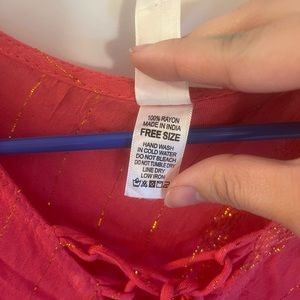 100% RAYON
MADE IN INDIA
FREE SIZE
HAND WASH
IN COLD WATER
DO NOT BLEACH
DO NOT TUMBLE DRY
LINE DRY
LOW IRON